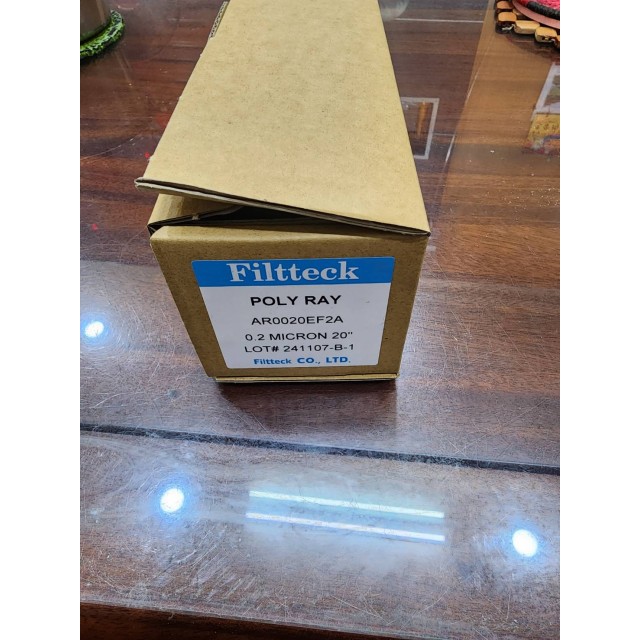 Filtteck
POLY RAY
AR0020EF2A
0.2 MICRON 20"
LOT# 241107-B-1
Filtteck CO., LTD.